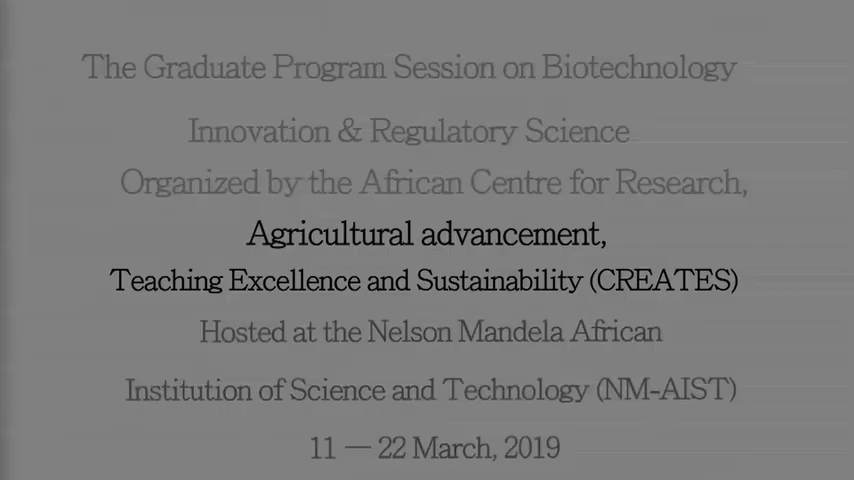 The Graduate Program Session on Biotechnology
Innovation & Regulatory Science
Organized by the African Centre for Research,
Agricultural advancement,
Teaching Excellence and Sustainability (CREATES)
Hosted at the Nelson Mandela African
Institution of Science and Technology (NM-AIST)
11 — 22 March, 2019